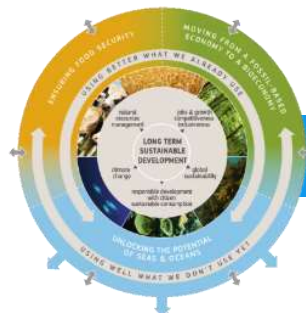 ENSURING FOOD SECURITY
MOVING FROM A FOSSIL-BASED
ECONOMY TO A BIOECONOMY
USING BETTER WHAT WE ALREADY USE
natural
resources
management
jobs & growth
competitiveness
inclusiveness
LONG TERM
SUSTAINABLE
DEVELOPMENT
climate
change
global
sustainability
responsible development
with citizen
sustainable consumption
UNLOCKING THE POTENTIAL
OF SEAS & OCEANS
USING WELL WHAT WE DON'T USE YET